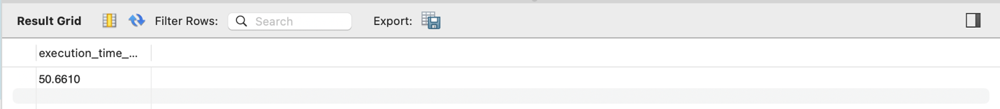 Result Grid Filter Rows: Search Export:
execution_time_...
50.6610